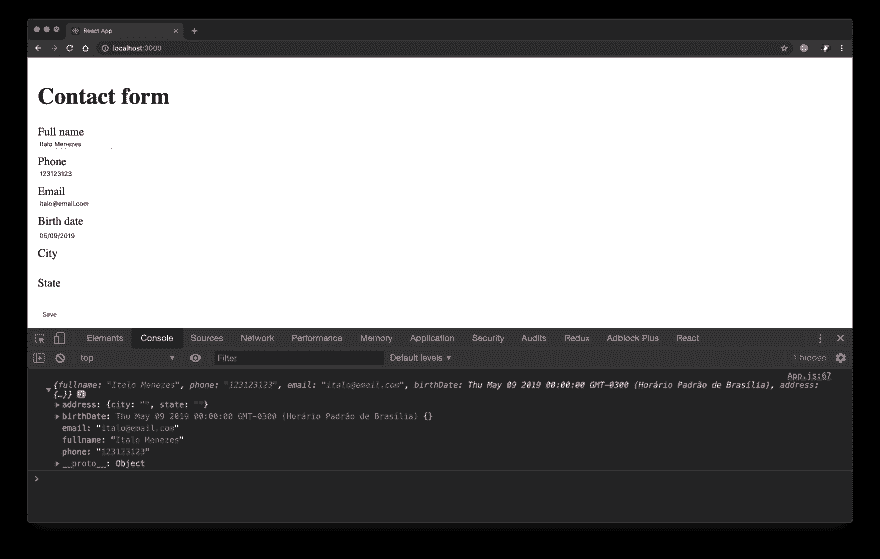 React App
localhost:3000
Contact form
Full name
Italo Menezes
Phone
123123123
Email
italo@email.com
Birth date
05/09/2019
City
State
Save
Elements Console Sources Network Performance Memory Application Security Audits Redux Adblock Plus React
top Filter Default levels ▼ 1 hidden
App.js:67
{fullname: "Italo Menezes", phone: "123123123", email: "italo@email.com", birthDate: Thu May 09 2019 00:00:00 GMT-0300 (Horário Padrão de Brasília), address:
{…}}
address: {city: "", state: ""}
birthDate: Thu May 09 2019 00:00:00 GMT-0300 (Horário Padrão de Brasília) {}
email: "italo@email.com"
fullname: "Italo Menezes"
phone: "123123123"
__proto__: Object